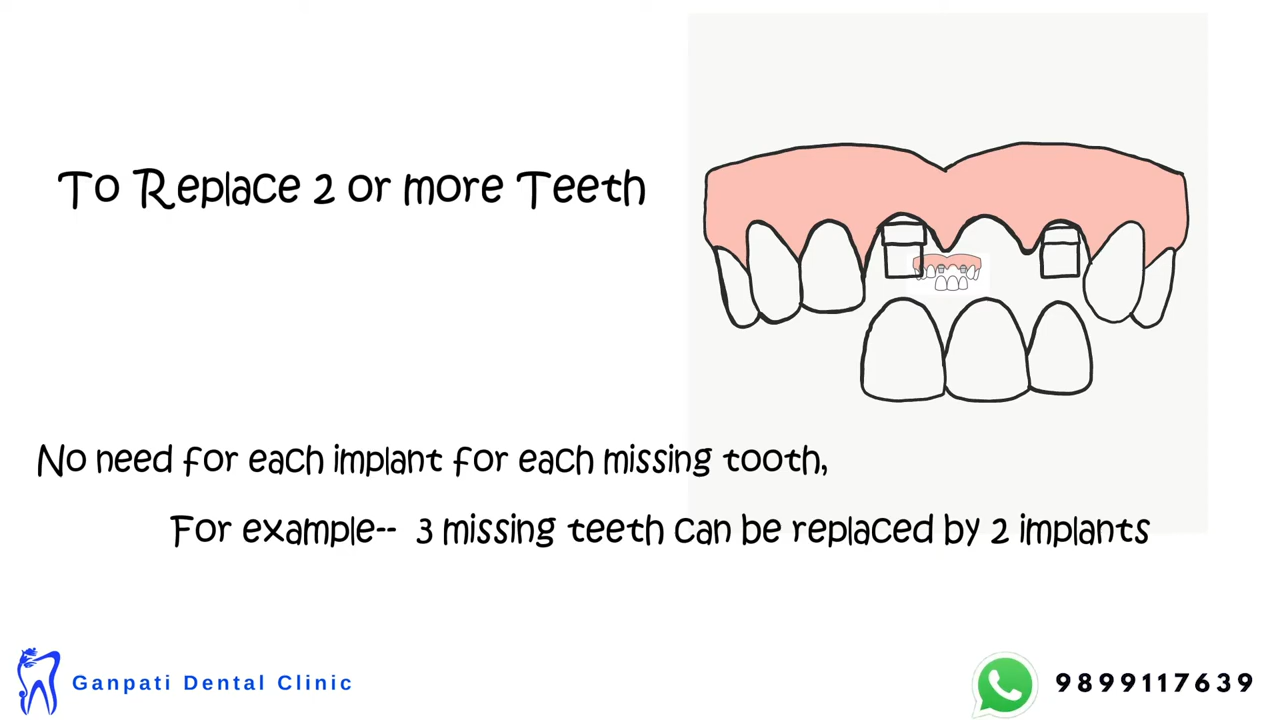 To Replace 2 or more Teeth
No need for each implant for each missing tooth,
For example-- 3 missing teeth can be replaced by 2 implants
Ganpati Dental Clinic
9899117639